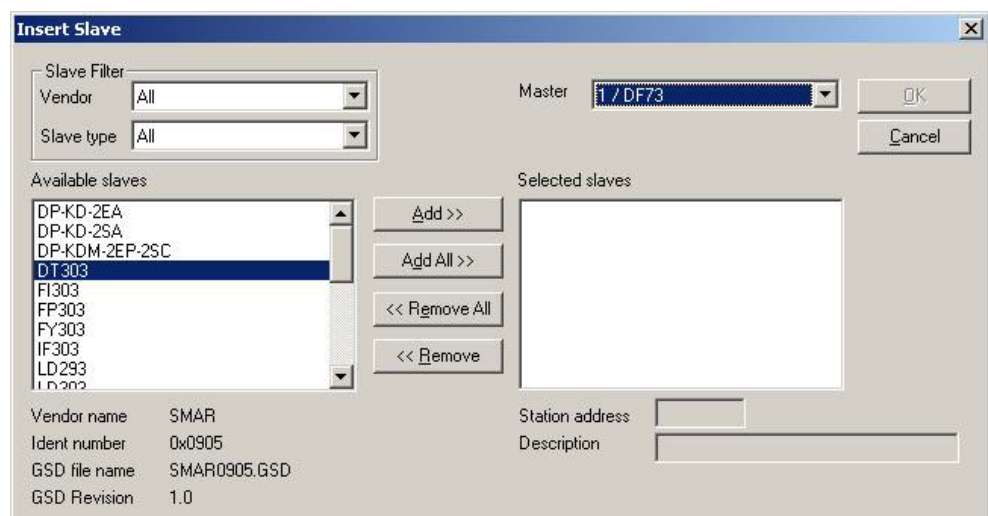 Insert Slave
Slave Filter
Vendor All
Slave type All
Master 1 / DF73
OK
Cancel
Available slaves
DP-KD-2EA
DP-KD-2SA
DP-KDM-2EP-2SC
DT303
FI303
FP303
FY303
IF303
LD293
LD303
Add >>
Add All >>
<< Remove All
<< Remove
Selected slaves
Vendor name SMAR
Ident number 0x0905
GSD file name SMAR0905.GSD
GSD Revision 1.0
Station address
Description